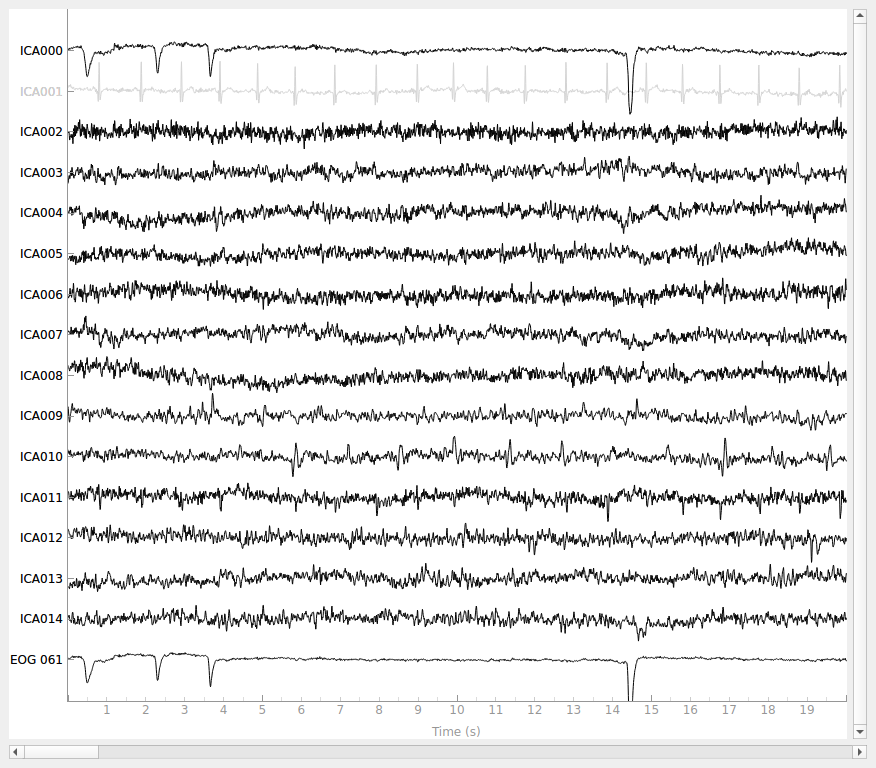 ICA000
ICA001
ICA002
ICA003
ICA004
ICA005
ICA006
ICA007
ICA008
ICA009
ICA010
ICA011
ICA012
ICA013
ICA014
EOG 061
1 2 3 4 5 6 7 8 9 10 11 12 13 14 15 16 17 18 19
Time (s)